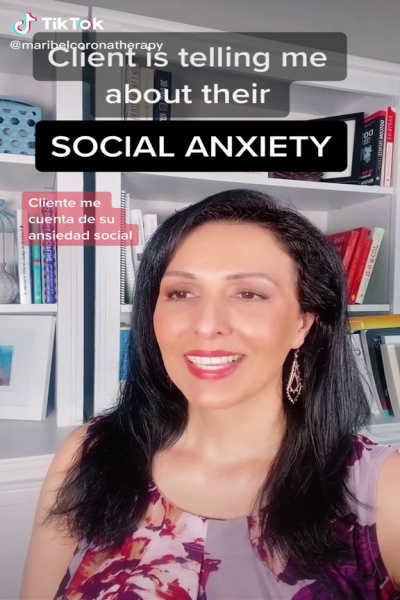 TikTok
@maribelcoronatherapy
Client is telling me
about their
SOCIAL ANXIETY
Cliente me
cuenta de su
ansiedad social